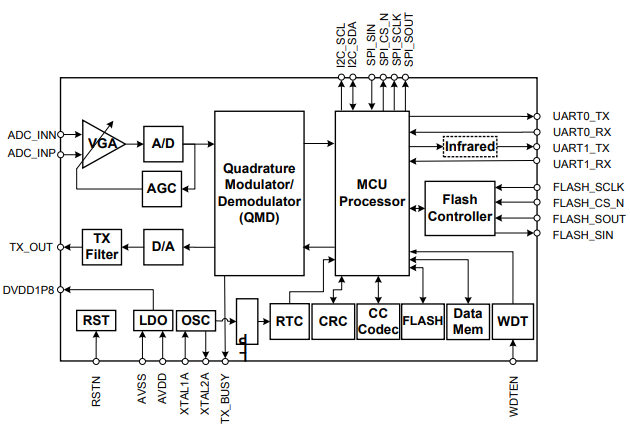 I2C_SCL
I2C_SDA
SPI_SIN
SPI_CS_N
SPI_SCLK
SPI_SOUT
ADC_INN
ADC_INP
VGA
A/D
AGC
Quadrature
Modulator/
Demodulator
(QMD)
MCU
Processor
Infrared
UART0_TX
UART0_RX
UART1_TX
UART1_RX
Flash
Controller
FLASH_SCLK
FLASH_CS_N
FLASH_SOUT
FLASH_SIN
TX_OUT
TX
Filter
D/A
DVDD1P8
RST
LDO
OSC
RTC
CRC
CC
Codec
FLASH
Data
Mem
WDT
RSTN
AVSS
AVDD
XTAL1A
XTAL2A
TX_BUSY
WDTEN